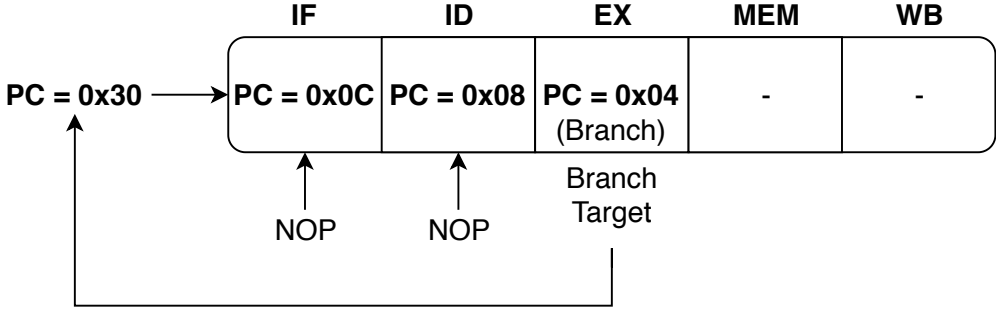 IF ID EX MEM WB
PC = 0x30 PC = 0x0C PC = 0x08 PC = 0x04 - -
(Branch)
Branch
Target
NOP NOP